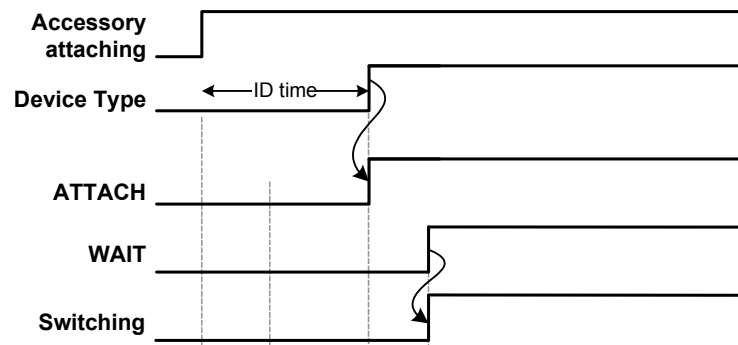 Accessory
attaching
ID time
Device Type
ATTACH
WAIT
Switching